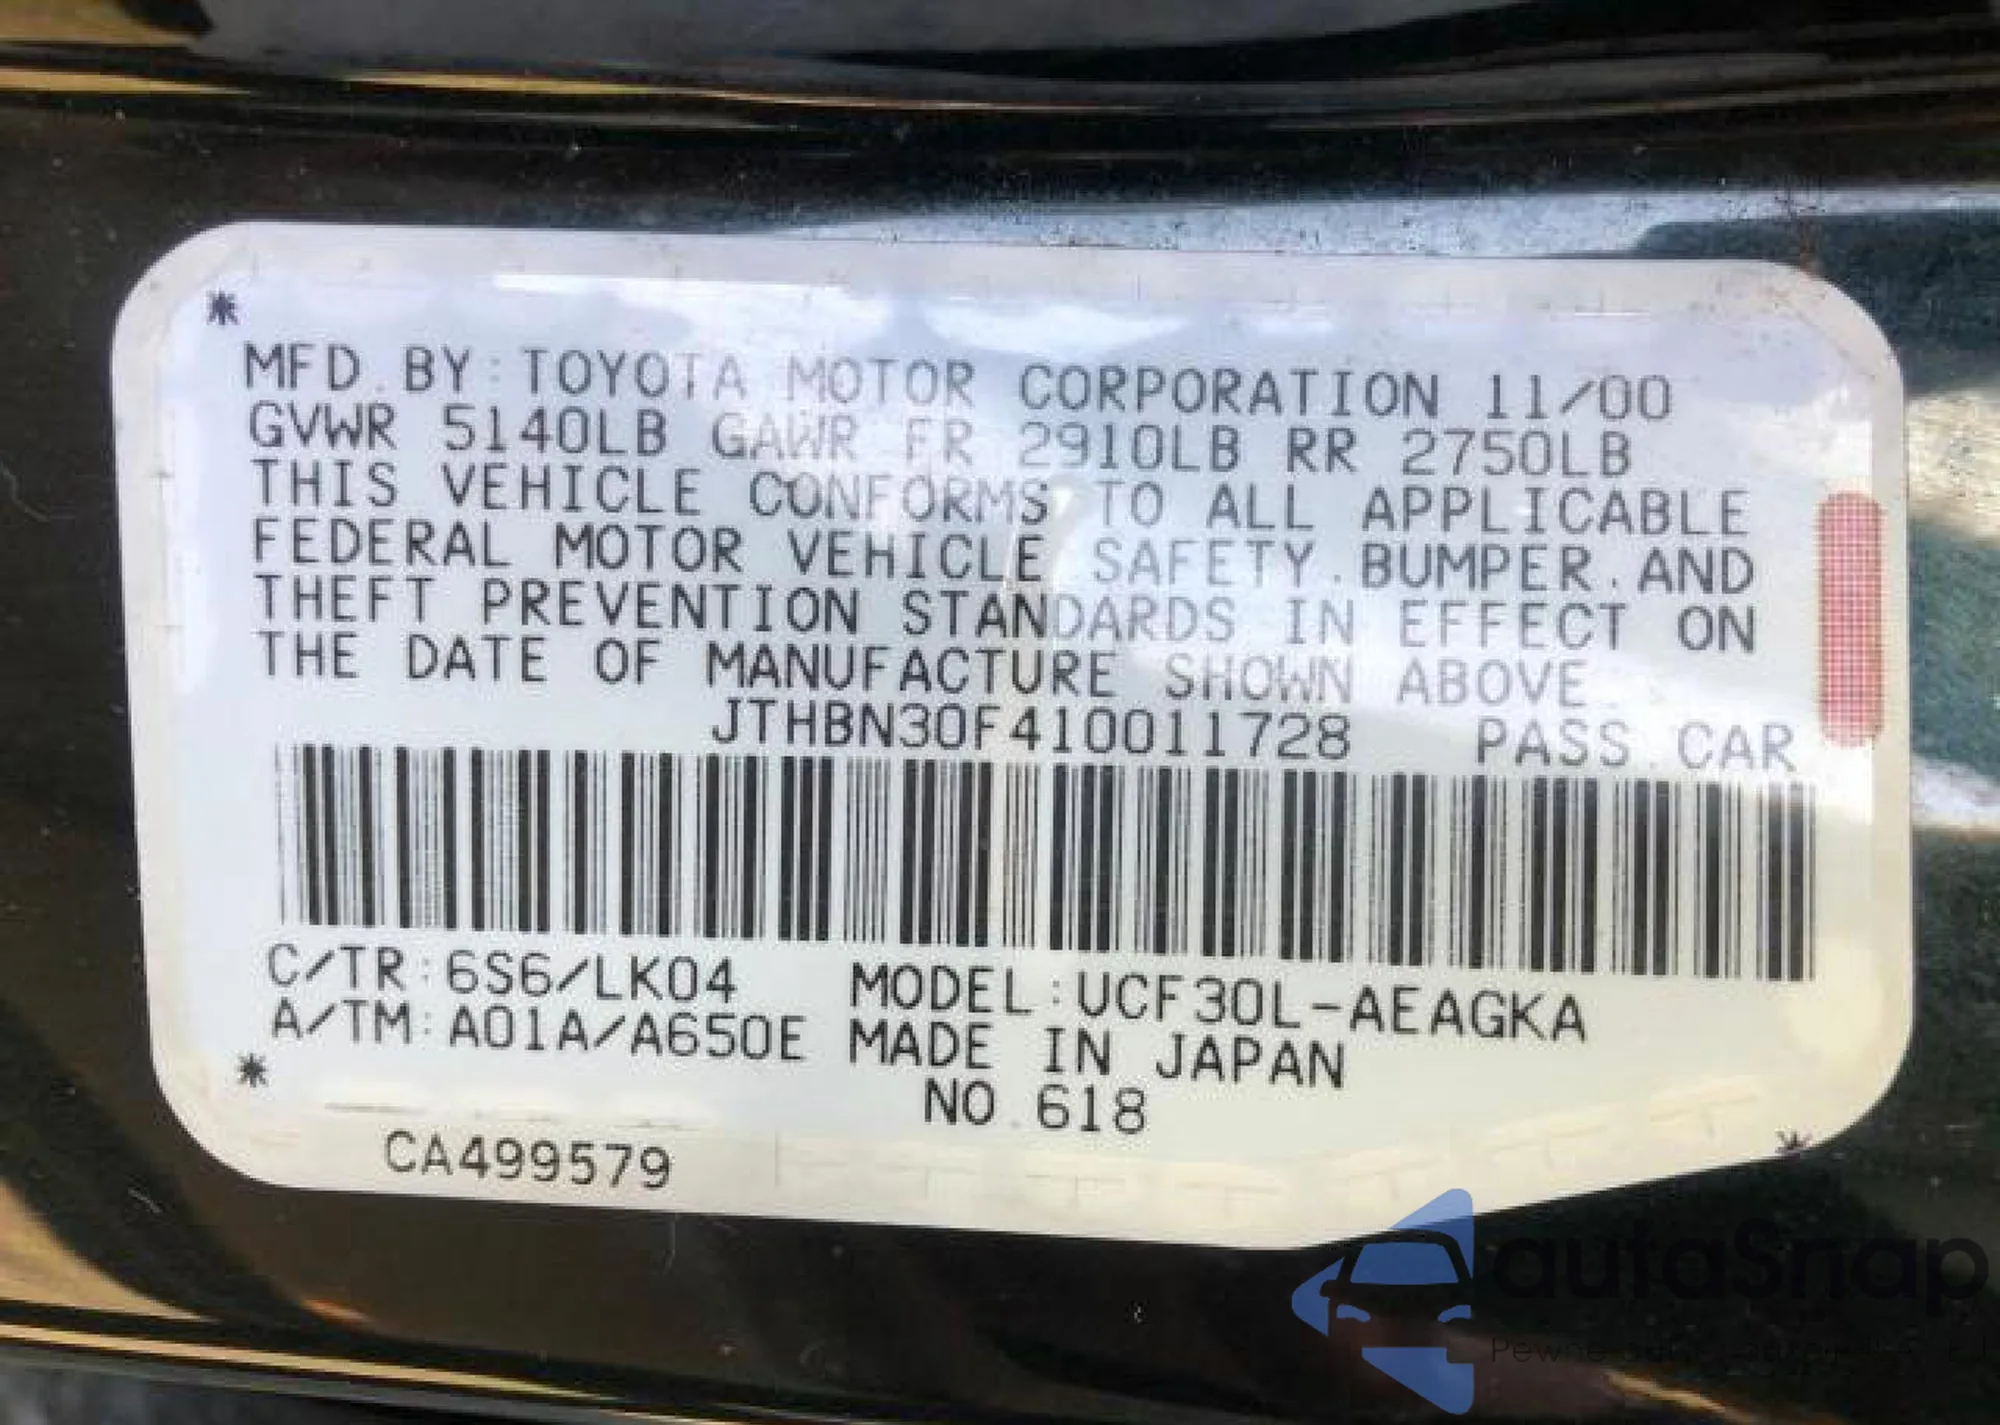 *
MFD.BY:TOYOTA MOTOR CORPORATION 11/00
GVWR 5140LB GAWR FR 2910LB RR 2750LB
THIS VEHICLE CONFORMS TO ALL APPLICABLE
FEDERAL MOTOR VEHICLE SAFETY.BUMPER.AND
THEFT PREVENTION STANDARDS IN EFFECT ON
THE DATE OF MANUFACTURE SHOWN ABOVE.
JTHBN30F410011728 PASS.CAR
C/TR:6S6/LK04 MODEL:UCF30L-AEAGKA
A/TM:A01A/A650E MADE IN JAPAN
* NO.618
CA499579 *
autaSnap
Pewne